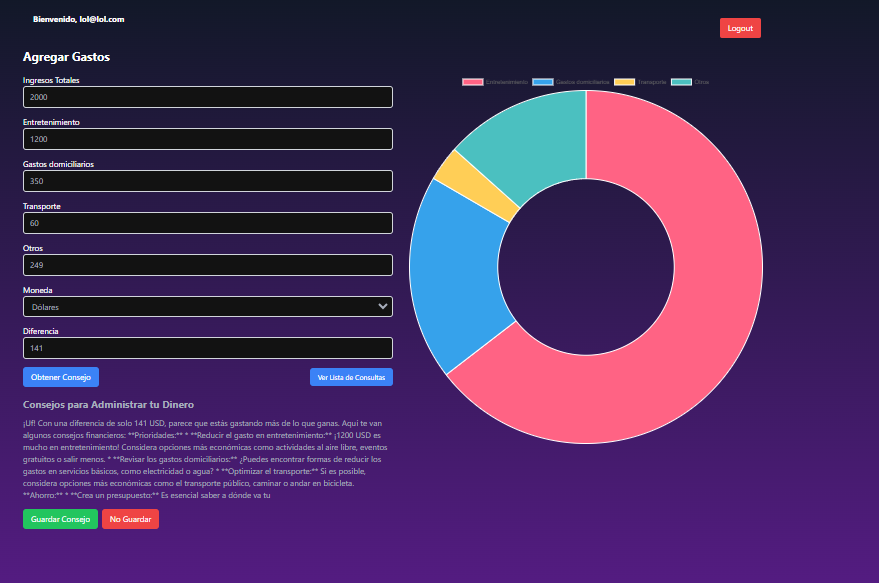 Bienvenido, lol@lol.com
Logout
Agregar Gastos
Ingresos Totales
2000
Entretenimiento
1200
Gastos domiciliarios
350
Transporte
60
Otros
249
Moneda
Dólares
Diferencia
141
Obtener Consejo
Ver Lista de Consultas
Consejos para Administrar tu Dinero
¡Uf! Con una diferencia de solo 141 USD, parece que estás gastando más de lo que ganas. Aquí te van
algunos consejos financieros: **Prioridades:** * **Reducir el gasto en entretenimiento:** ¡1200 USD es
mucho en entretenimiento! Considera opciones más económicas como actividades al aire libre, eventos
gratuitos o salir menos. * **Revisar los gastos domiciliarios:** ¿Puedes encontrar formas de reducir los
gastos en servicios básicos, como electricidad o agua? * **Optimizar el transporte:** Si es posible,
considera opciones más económicas como el transporte público, caminar o andar en bicicleta.
**Ahorro:** * **Crea un presupuesto:** Es esencial saber a dónde va tu
Guardar Consejo
No Guardar
Entretenimiento
Gastos domiciliarios
Transporte
Otros